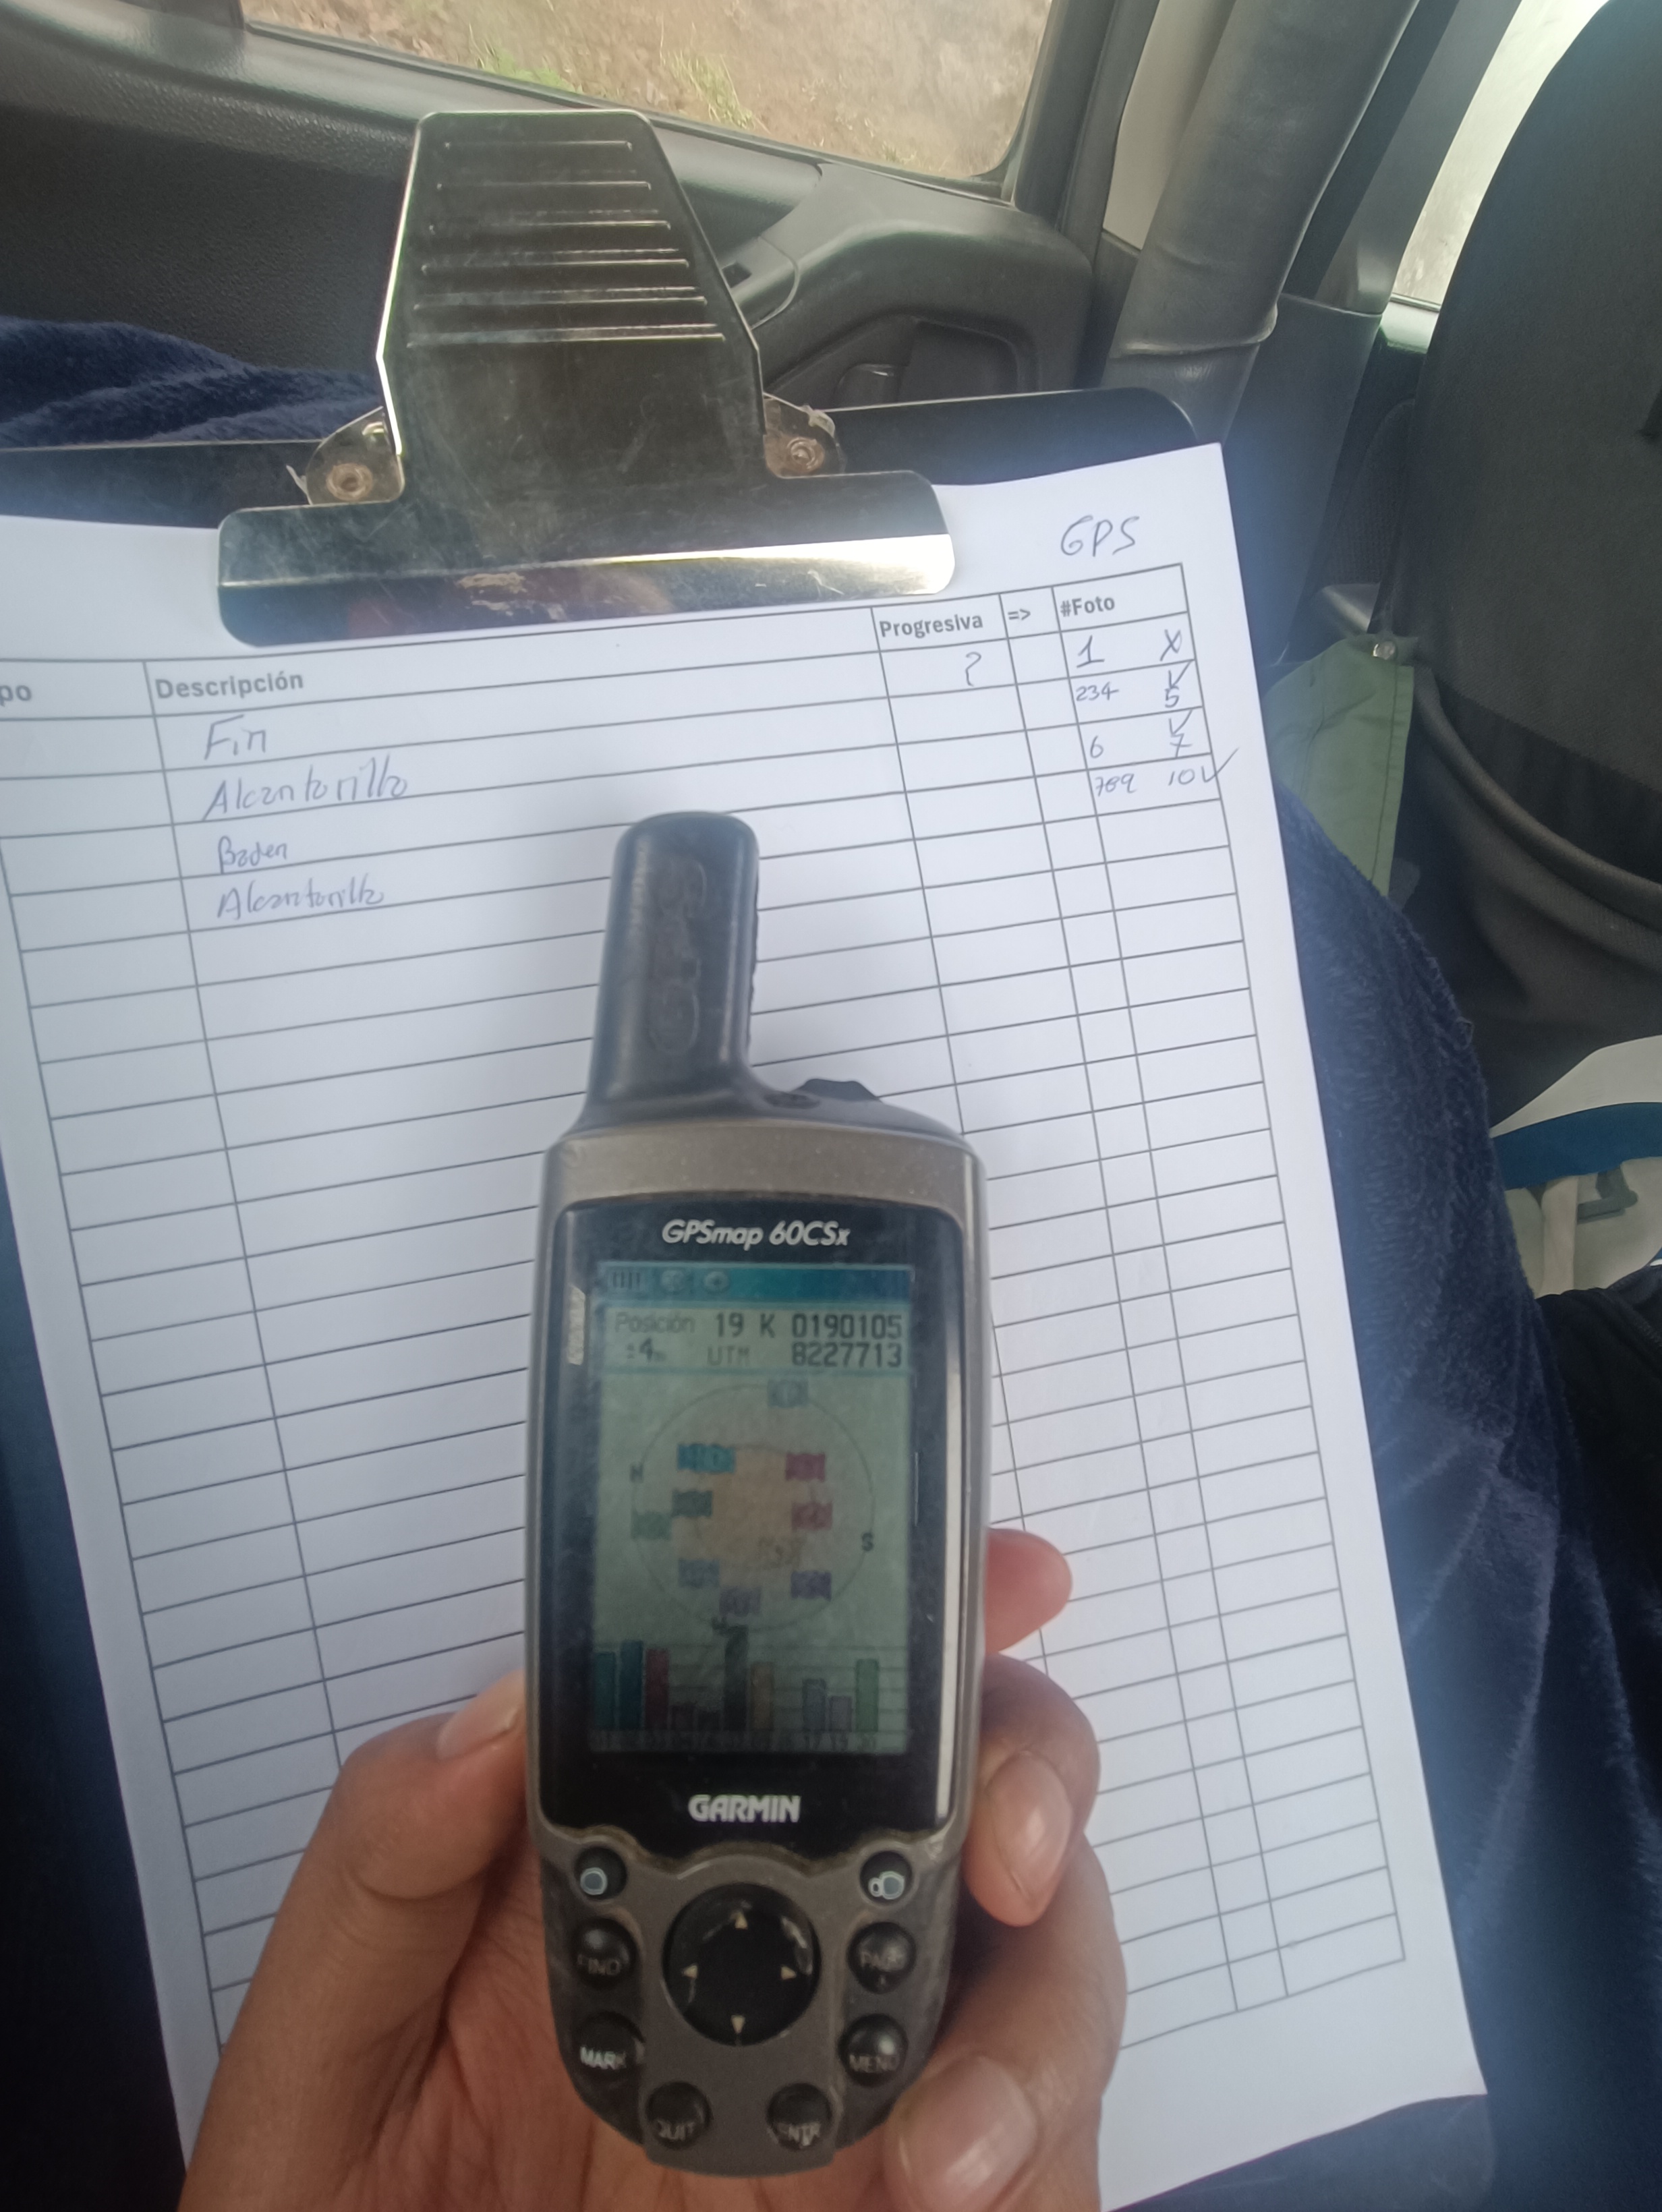 GPS
po Descripción Progresiva => #Foto
Fin ? 1 X
Alcantarilla 234 5 ✓
Baden 6 7 ✓
Alcantarilla 789 10 ✓
GPSmap 60CSx
Posición 19 K 0190105
4m UTM 8227713
N
S
GARMIN
FIND
PAGE
MARK
MENU
QUIT
ENTR